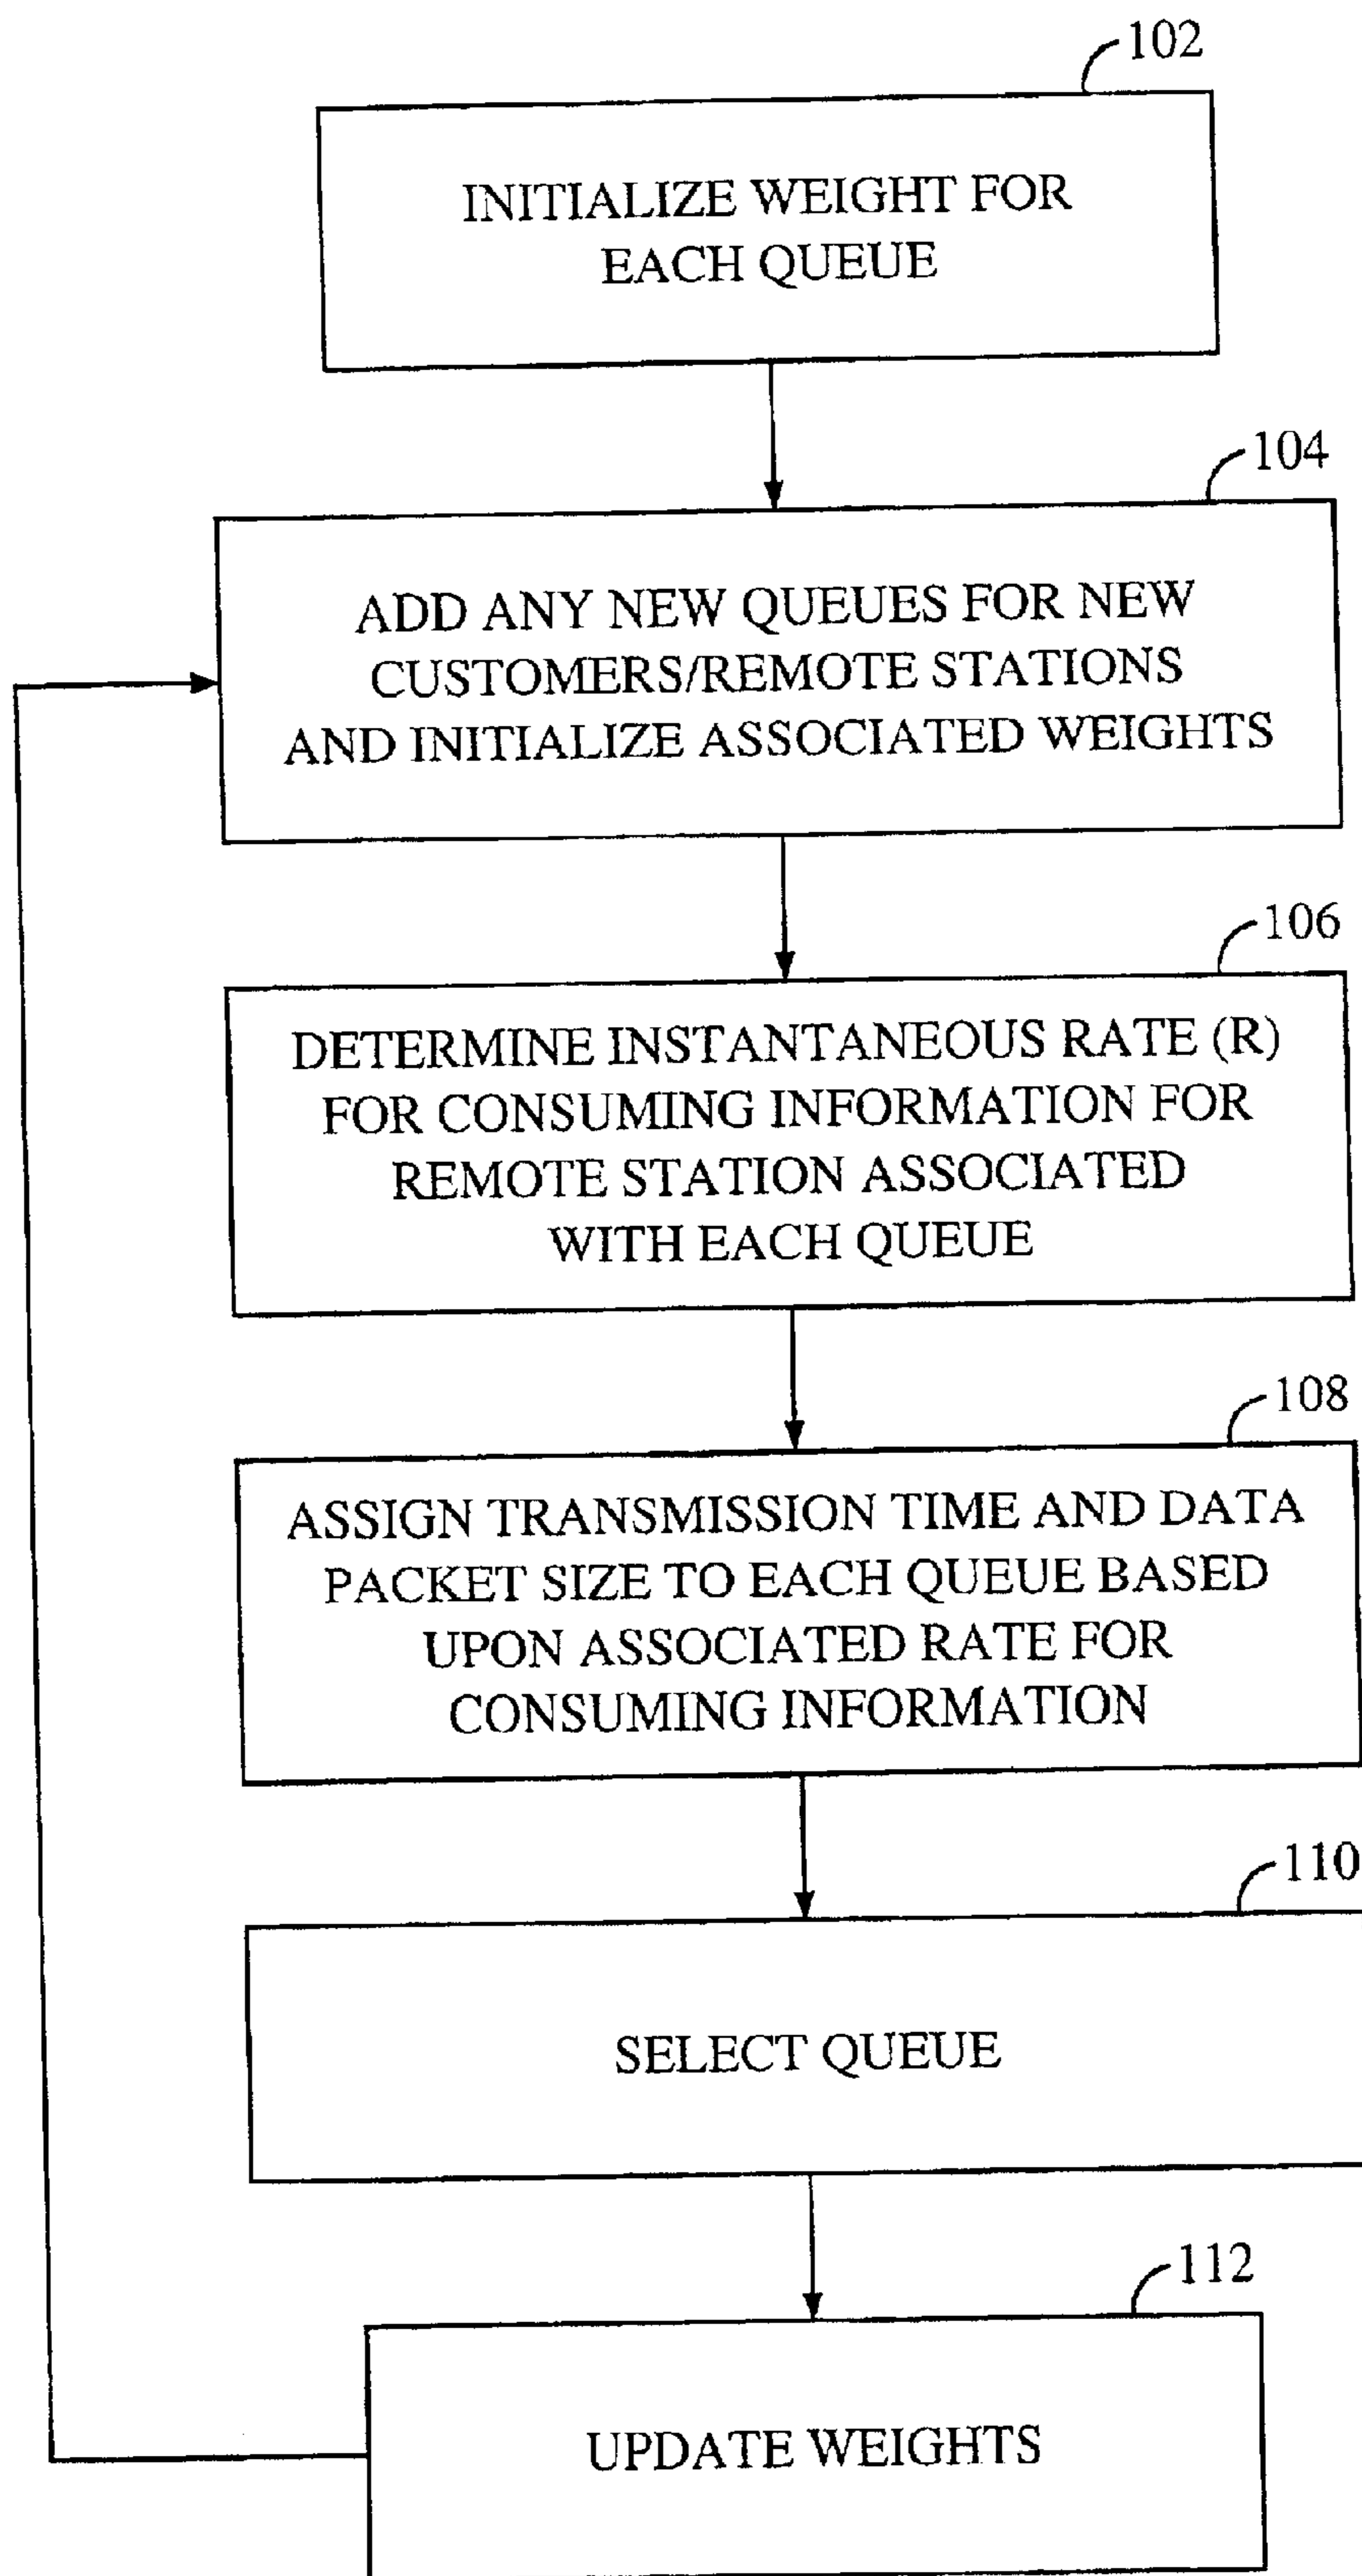 102
INITIALIZE WEIGHT FOR
EACH QUEUE
104
ADD ANY NEW QUEUES FOR NEW
CUSTOMERS/REMOTE STATIONS
AND INITIALIZE ASSOCIATED WEIGHTS
106
DETERMINE INSTANTANEOUS RATE (R)
FOR CONSUMING INFORMATION FOR
REMOTE STATION ASSOCIATED
WITH EACH QUEUE
108
ASSIGN TRANSMISSION TIME AND DATA
PACKET SIZE TO EACH QUEUE BASED
UPON ASSOCIATED RATE FOR
CONSUMING INFORMATION
110
SELECT QUEUE
112
UPDATE WEIGHTS